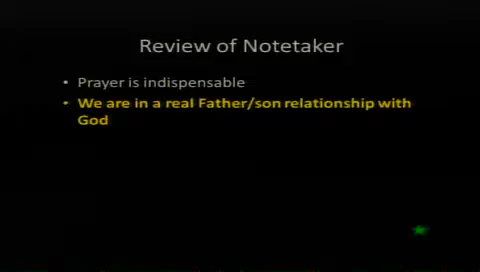 Review of Notetaker
• Prayer is indispensable
• We are in a real Father/son relationship with
God